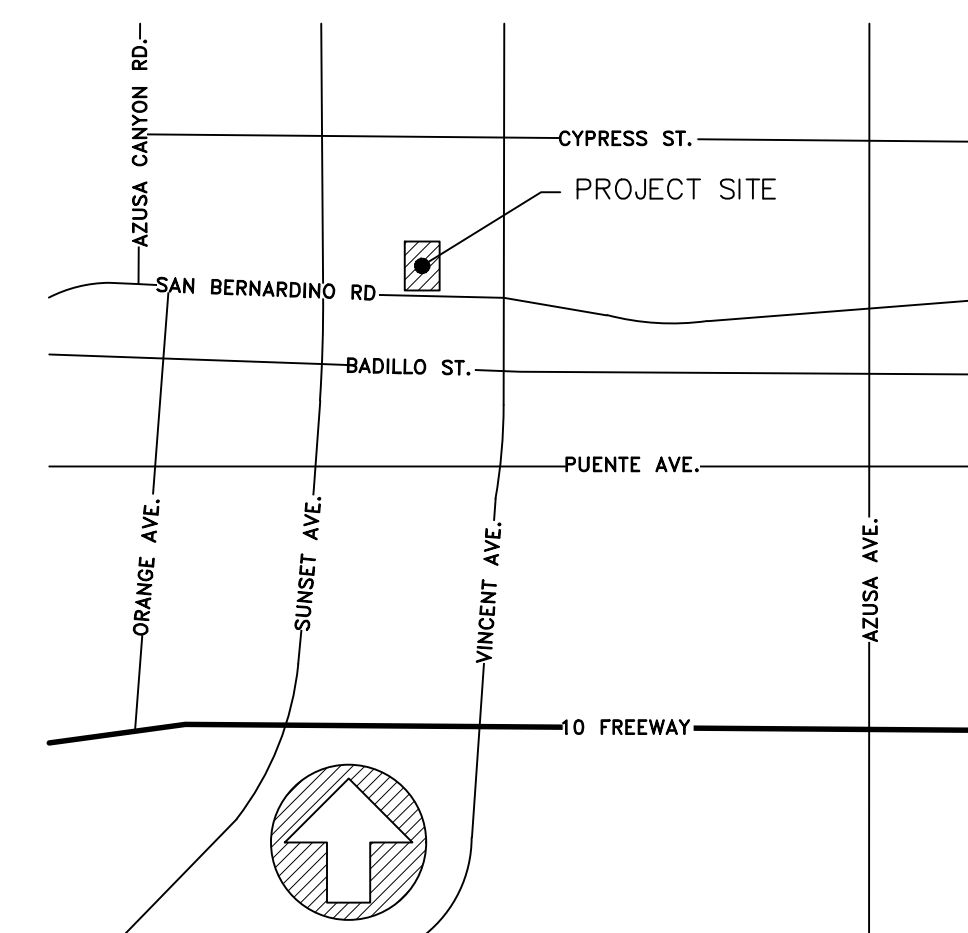 AZUSA CANYON RD.
CYPRESS ST.
PROJECT SITE
SAN BERNARDINO RD
BADILLO ST.
PUENTE AVE.
ORANGE AVE.
SUNSET AVE.
VINCENT AVE.
AZUSA AVE.
10 FREEWAY